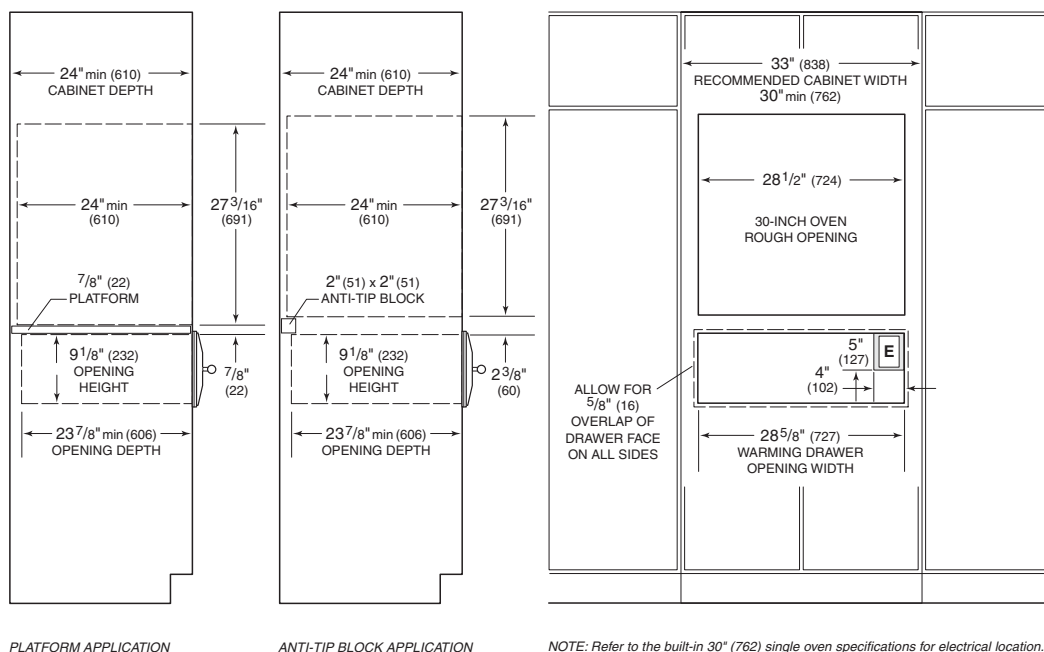 24" min (610)
CABINET DEPTH
24" min
(610)
27 3/16"
(691)
7/8" (22)
PLATFORM
9 1/8" (232)
OPENING
HEIGHT
7/8"
(22)
23 7/8" min (606)
OPENING DEPTH
PLATFORM APPLICATION
24" min (610)
CABINET DEPTH
24" min
(610)
27 3/16"
(691)
2" (51) x 2" (51)
ANTI-TIP BLOCK
9 1/8" (232)
OPENING
HEIGHT
2 3/8"
(60)
23 7/8" min (606)
OPENING DEPTH
ANTI-TIP BLOCK APPLICATION
33" (838)
RECOMMENDED CABINET WIDTH
30" min (762)
28 1/2" (724)
30-INCH OVEN
ROUGH OPENING
5"
(127)
E
4"
(102)
ALLOW FOR
5/8" (16)
OVERLAP OF
DRAWER FACE
ON ALL SIDES
28 5/8" (727)
WARMING DRAWER
OPENING WIDTH
NOTE: Refer to the built-in 30" (762) single oven specifications for electrical location.